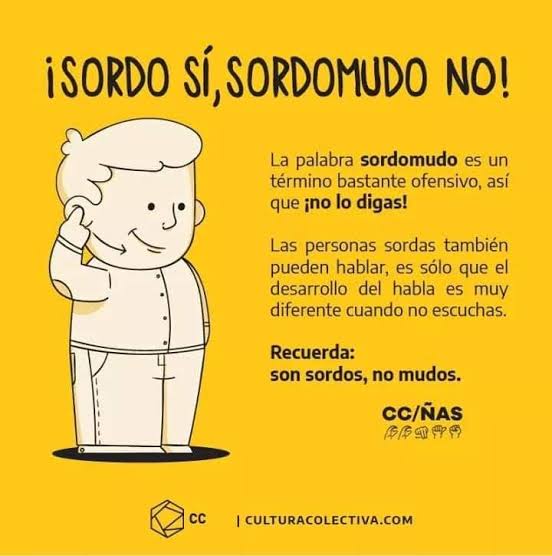 ¡SORDO SÍ, SORDOMUDO NO!
La palabra sordomudo es un
término bastante ofensivo, así
que ¡no lo digas!
Las personas sordas también
pueden hablar, es sólo que el
desarrollo del habla es muy
diferente cuando no escuchas.
Recuerda:
son sordos, no mudos.
CC/ÑAS
CC | CULTURACOLECTIVA.COM